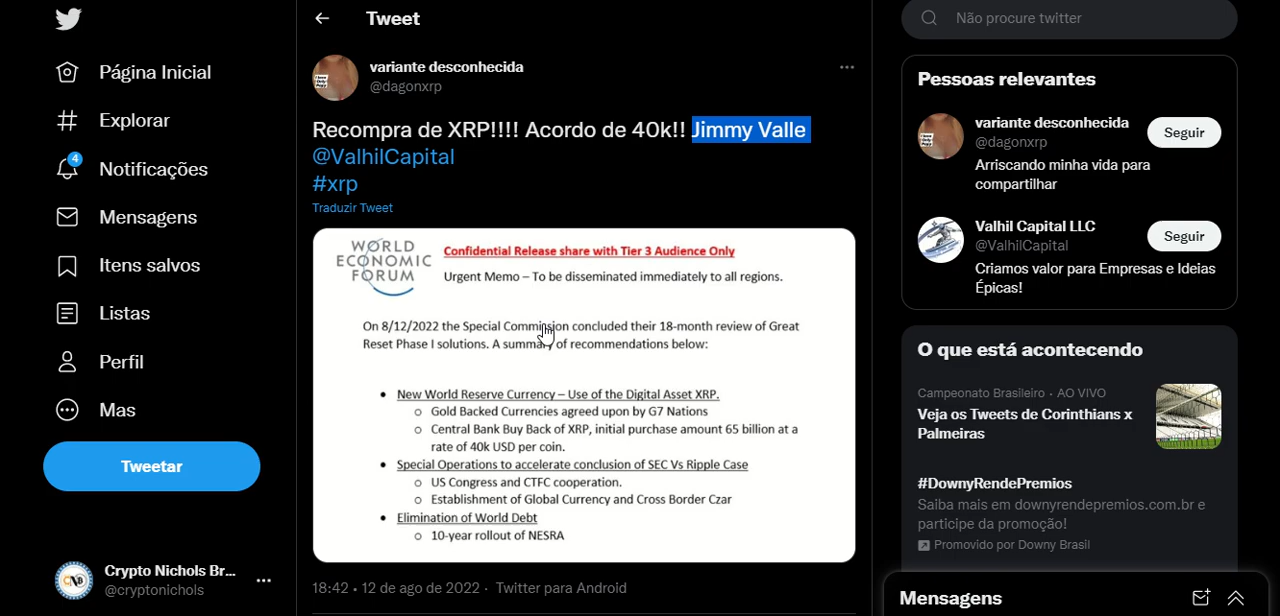 Tweet
Não procure twitter
Página Inicial
Explorar
4
Notificações
Mensagens
Itens salvos
Listas
Perfil
Mas
Tweetar
Crypto Nichols Br...
@cryptonichols
variante desconhecida
@dagonxrp
Recompra de XRP!!!! Acordo de 40k!! Jimmy Valle
@ValhilCapital
#xrp
Traduzir Tweet
WORLD
ECONOMIC
FORUM
Confidential Release share with Tier 3 Audience Only
Urgent Memo – To be disseminated immediately to all regions.
On 8/12/2022 the Special Commission concluded their 18-month review of Great
Reset Phase I solutions. A summary of recommendations below:
• New World Reserve Currency – Use of the Digital Asset XRP.
o Gold Backed Currencies agreed upon by G7 Nations
o Central Bank Buy Back of XRP, initial purchase amount 65 billion at a
rate of 40k USD per coin.
• Special Operations to accelerate conclusion of SEC Vs Ripple Case
o US Congress and CTFC cooperation.
o Establishment of Global Currency and Cross Border Czar
• Elimination of World Debt
o 10-year rollout of NESRA
18:42 · 12 de ago de 2022 · Twitter para Android
Pessoas relevantes
variante desconhecida
@dagonxrp
Seguir
Arriscando minha vida para
compartilhar
Valhil Capital LLC
@ValhilCapital
Seguir
Criamos valor para Empresas e Ideias
Épicas!
O que está acontecendo
Campeonato Brasileiro · AO VIVO
Veja os Tweets de Corinthians x
Palmeiras
#DownyRendePremios
Saiba mais em downyrendepremios.com.br e
participe da promoção!
Promovido por Downy Brasil
Mensagens